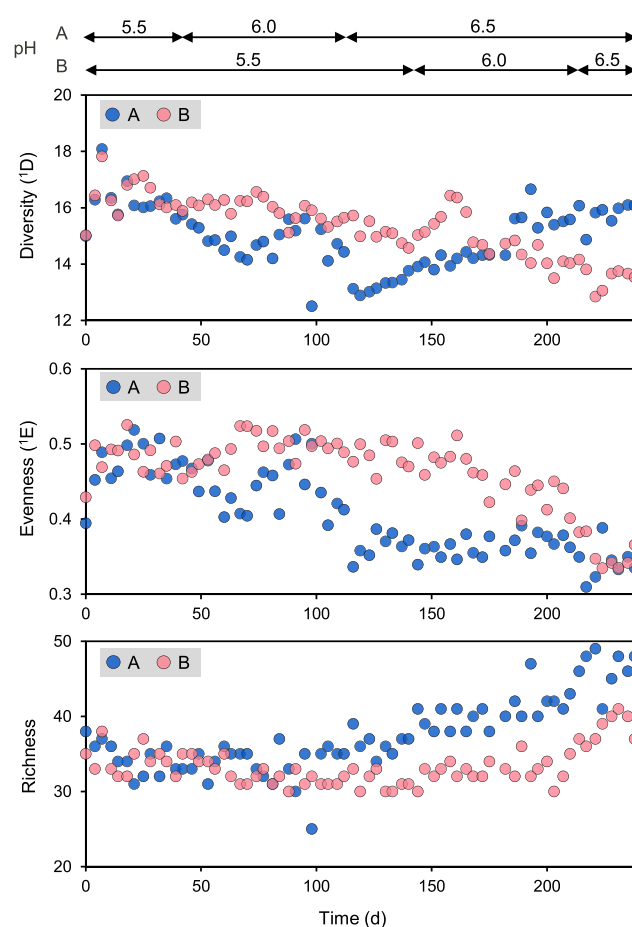 pH
A 5.5 6.0 6.5
B 5.5 6.0 6.5
Diversity (¹D)
A B
20
18
16
14
12
0 50 100 150 200
Evenness (¹E)
A B
0.6
0.5
0.4
0.3
0 50 100 150 200
Richness
A B
50
40
30
20
0 50 100 150 200
Time (d)